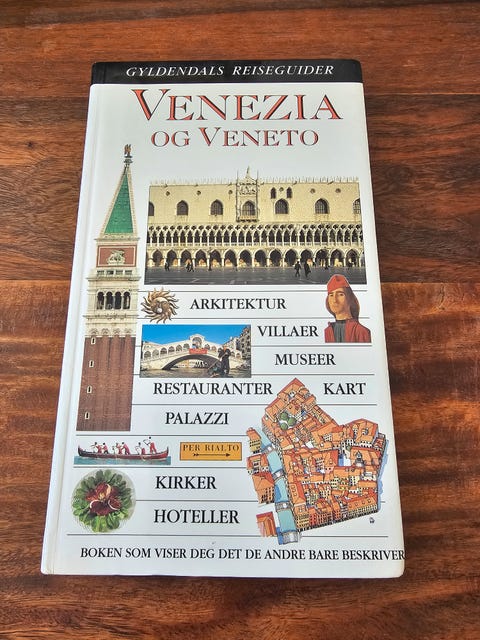 GYLDENDALS REISEGUIDER
VENEZIA
OG VENETO
ARKITEKTUR
VILLAER
MUSEER
RESTAURANTER KART
PALAZZI
PER RIALTO
KIRKER
HOTELLER
BOKEN SOM VISER DEG DET DE ANDRE BARE BESKRIVER